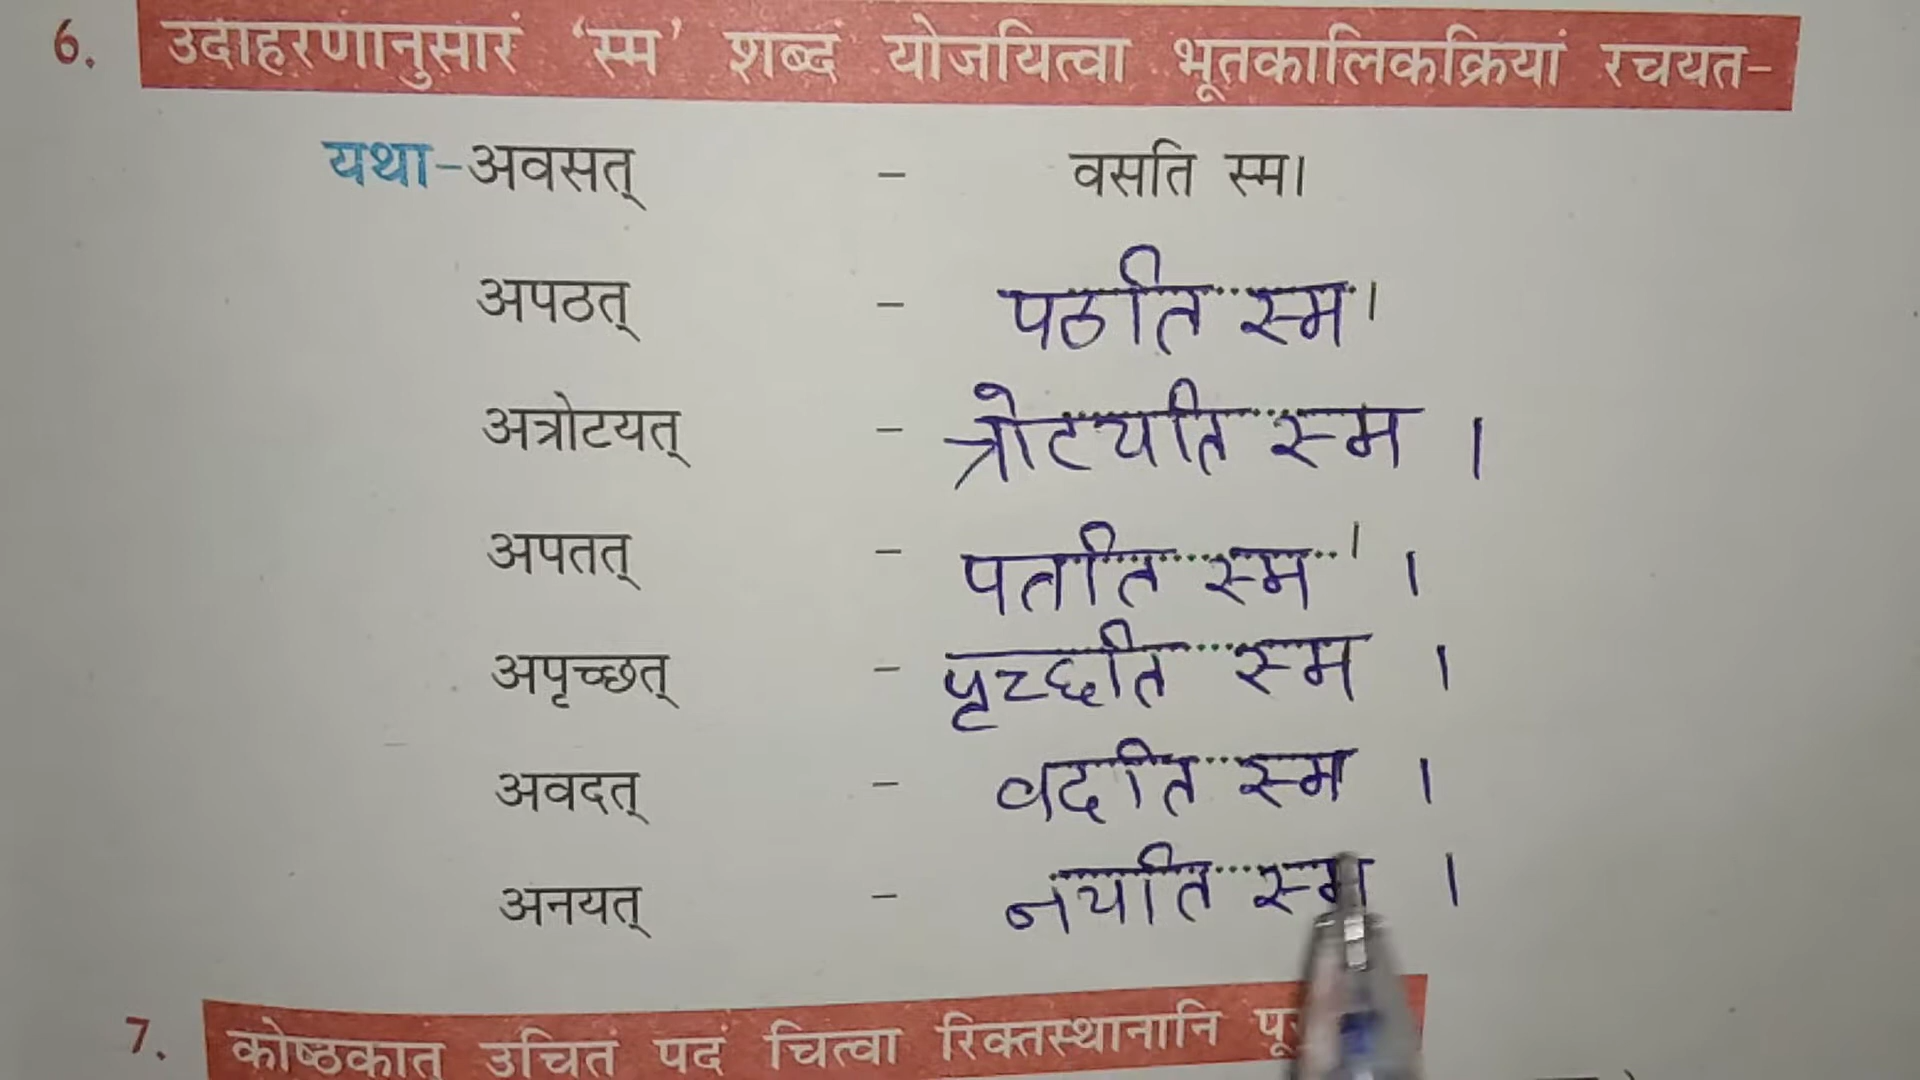 6. उदाहरणानुसारं ‘स्म’ शब्दं योजयित्वा भूतकालिकक्रियां रचयत–
यथा–अवसत् – वसति स्म।
अपठत् – पठति स्म।
अत्रोटयत् – त्रोटयति स्म ।
अपतत् – पतति स्म । ।
अपृच्छत् – पृच्छति स्म ।
अवदत् – वदति स्म ।
अनयत् – नयति स्म ।
7. कोष्ठकात् उचितं पदं चित्वा रिक्तस्थानानि